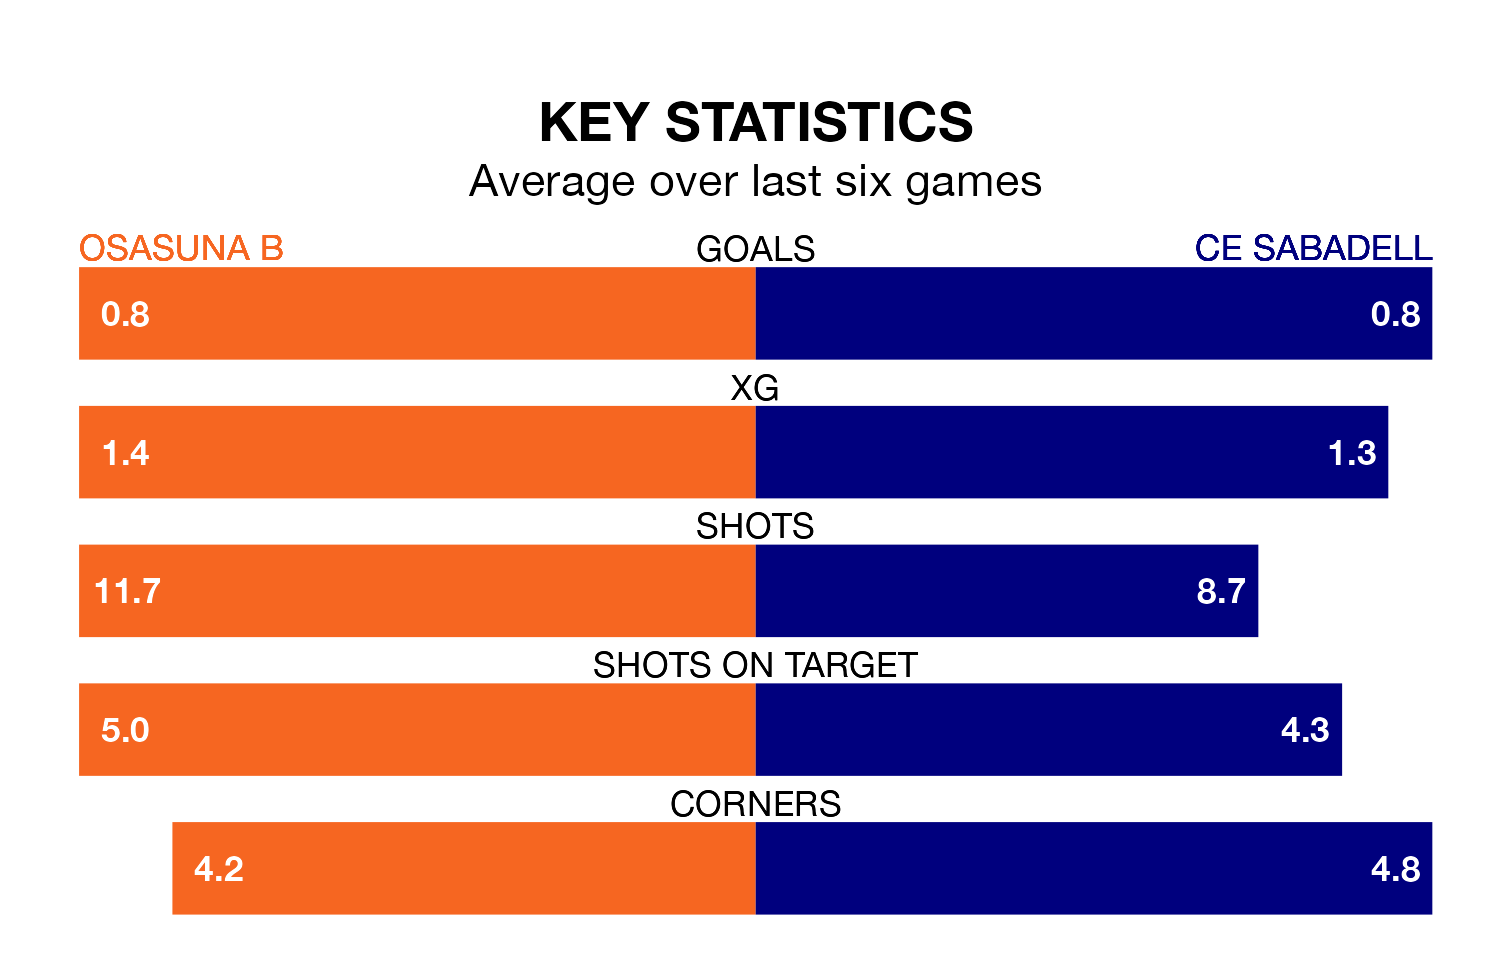 KEY STATISTICS
Average over last six games
OSASUNA B GOALS CE SABADELL
0.8 0.8
XG
1.4 1.3
SHOTS
11.7 8.7
SHOTS ON TARGET
5.0 4.3
CORNERS
4.2 4.8